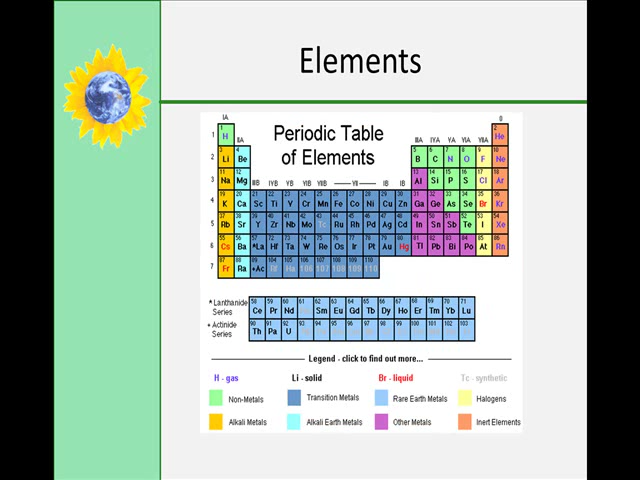 Elements
Periodic Table
of Elements
IA IIA IIIB IVB VB VIB VIIB VII IB IB IIIA IVA VA VIA VIIA 0
1 1 H 2 He
2 3 Li 4 Be 5 B 6 C 7 N 8 O 9 F 10 Ne
3 11 Na 12 Mg 13 Al 14 Si 15 P 16 S 17 Cl 18 Ar
4 19 K 20 Ca 21 Sc 22 Ti 23 V 24 Cr 25 Mn 26 Fe 27 Co 28 Ni 29 Cu 30 Zn 31 Ga 32 Ge 33 As 34 Se 35 Br 36 Kr
5 37 Rb 38 Sr 39 Y 40 Zr 41 Nb 42 Mo 43 Tc 44 Ru 45 Rh 46 Pd 47 Ag 48 Cd 49 In 50 Sn 51 Sb 52 Te 53 I 54 Xe
6 55 Cs 56 Ba 57 *La 72 Hf 73 Ta 74 W 75 Re 76 Os 77 Ir 78 Pt 79 Au 80 Hg 81 Tl 82 Pb 83 Bi 84 Po 85 At 86 Rn
7 87 Fr 88 Ra 89 +Ac 104 Rf 105 Ha 106 107 108 109 110
* Lanthanide Series 58 Ce 59 Pr 60 Nd 61 62 Sm 63 Eu 64 Gd 65 Tb 66 Dy 67 Ho 68 Er 69 Tm 70 Yb 71 Lu
+ Actinide Series 90 Th 91 Pa 92 U 93 94 95 96 97 98 99 100 101 102 103
Legend - click to find out more...
H - gas Li - solid Br - liquid Tc - synthetic
Non-Metals Transition Metals Rare Earth Metals Halogens
Alkali Metals Alkali Earth Metals Other Metals Inert Elements